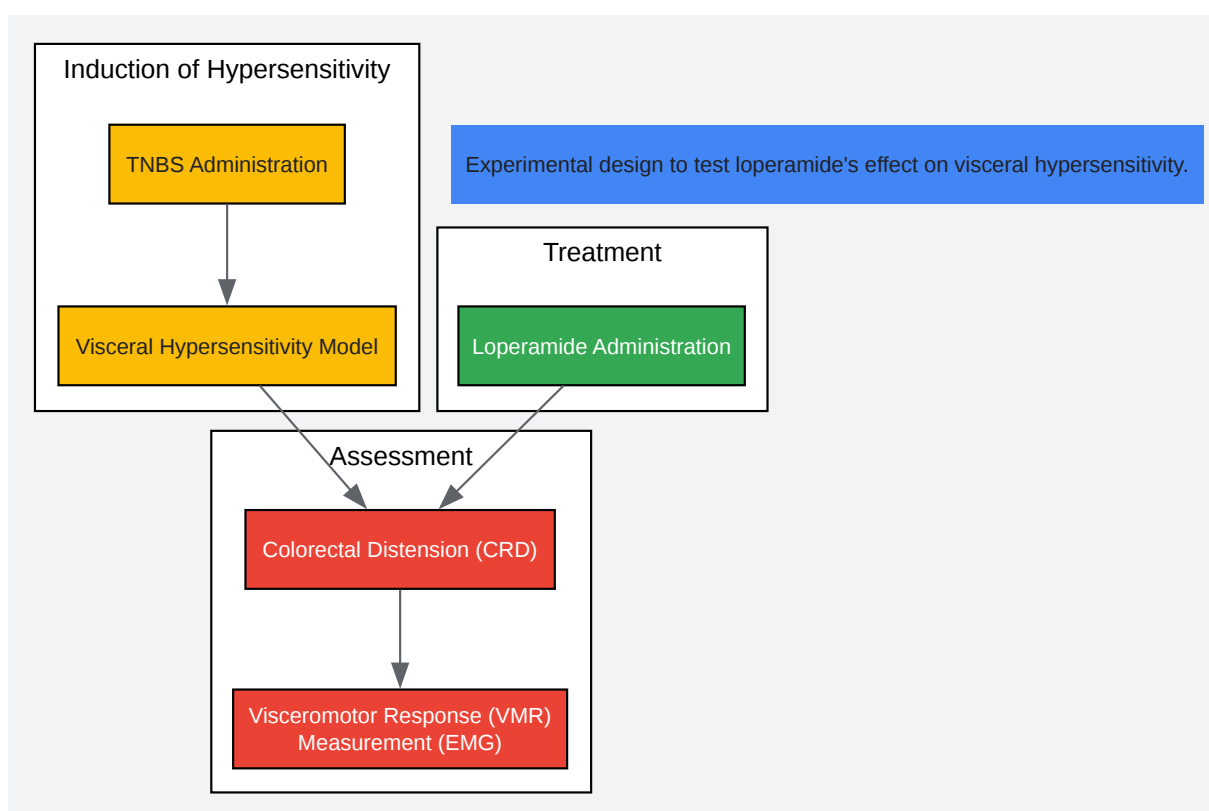 Induction of Hypersensitivity
TNBS Administration
Experimental design to test loperamide's effect on visceral hypersensitivity.
Visceral Hypersensitivity Model
Treatment
Loperamide Administration
Assessment
Colorectal Distension (CRD)
Visceromotor Response (VMR)
Measurement (EMG)